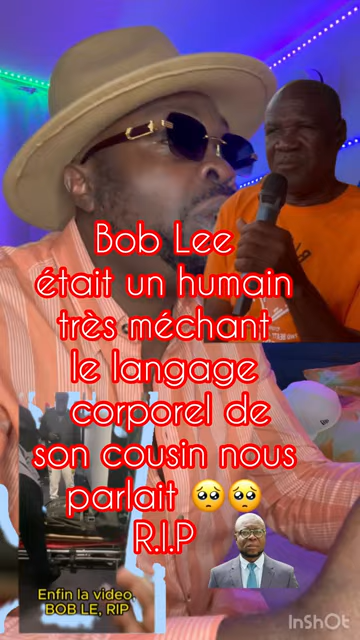 Bob Lee
était un humain
très méchant
le langage
corporel de
son cousin nous
parlait 🥺🥺
R.I.P
Enfin la video,
BOB LE, RIP
InShOt